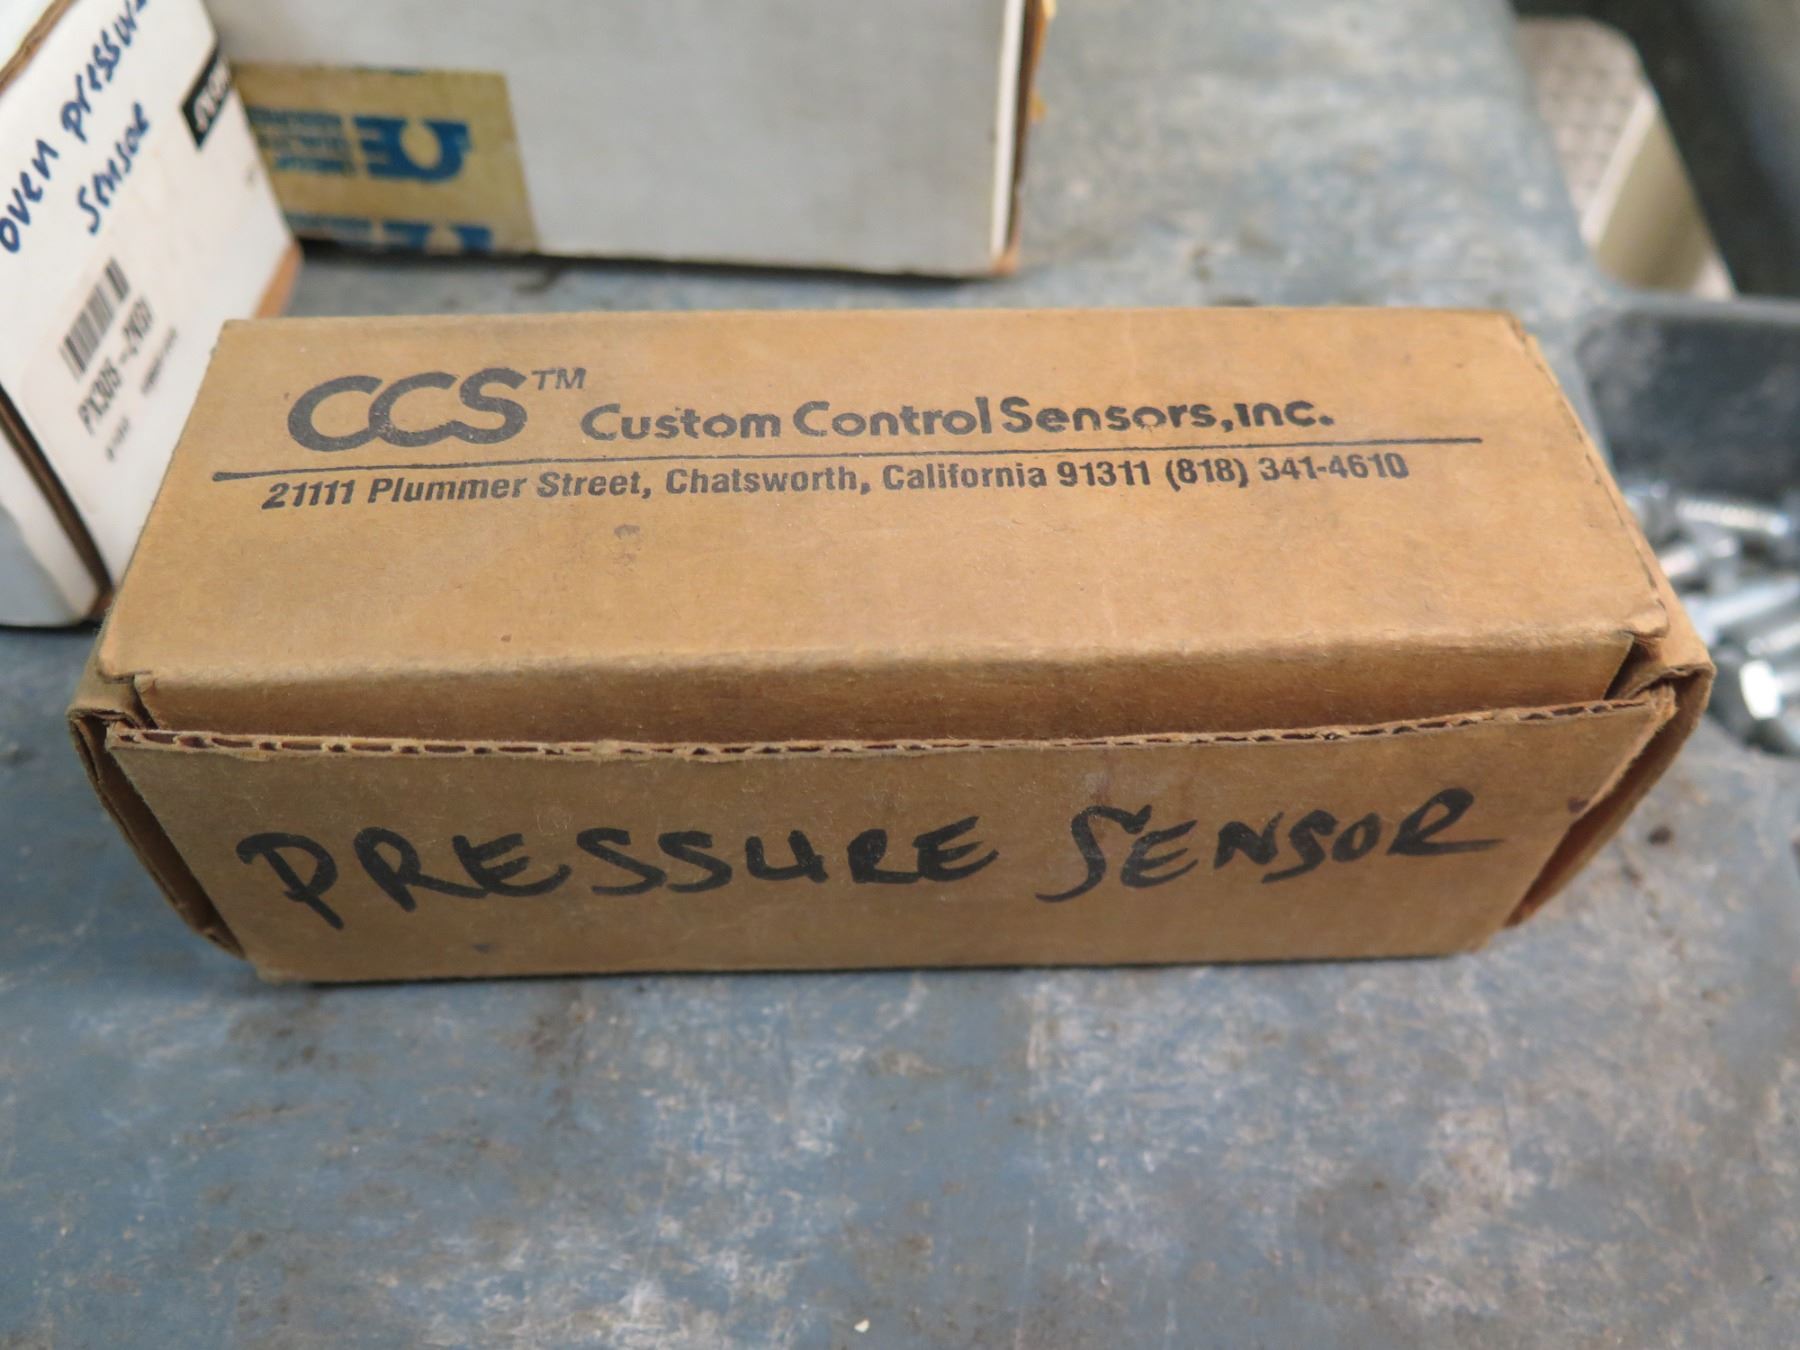 oven pressure
sensor
PX305-2KGI
CCS™ Custom Control Sensors, Inc.
21111 Plummer Street, Chatsworth, California 91311 (818) 341-4610
PRESSURE SENSOR